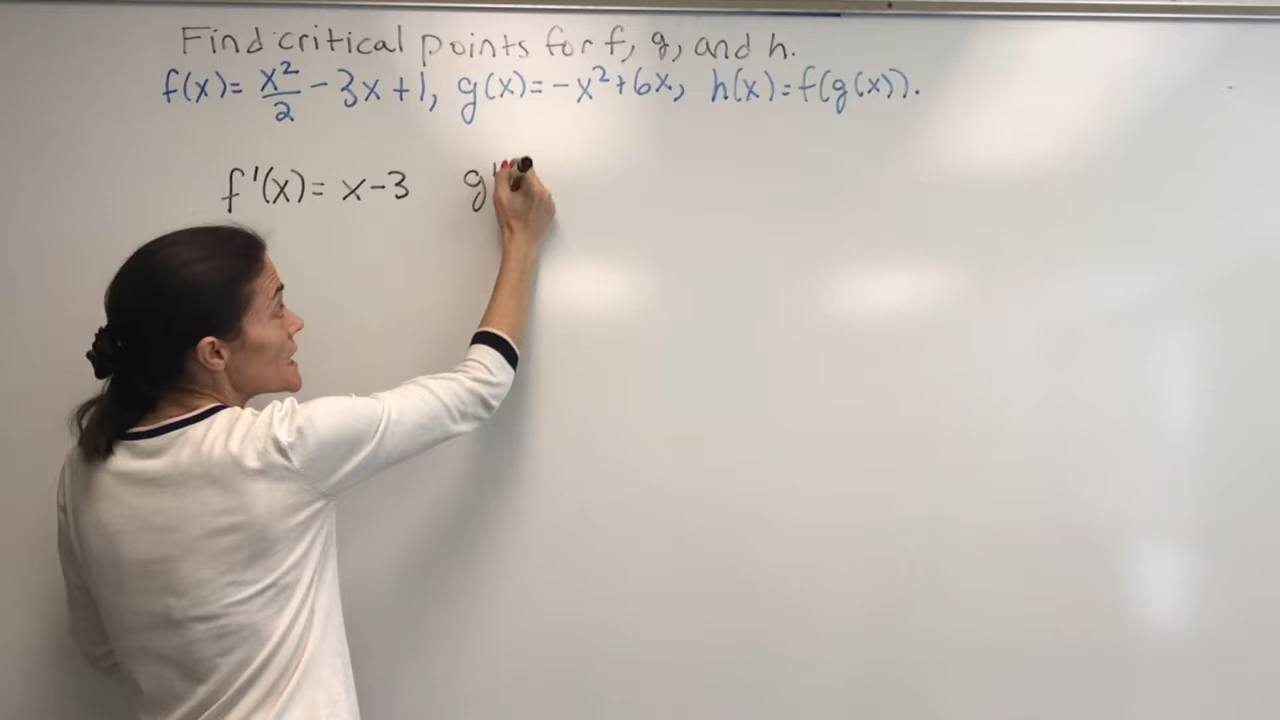 Find critical points for f, g, and h.
f(x)= x²/2 - 3x + 1, g(x)= -x²+6x, h(x)=f(g(x)).
f'(x)= x-3 g'